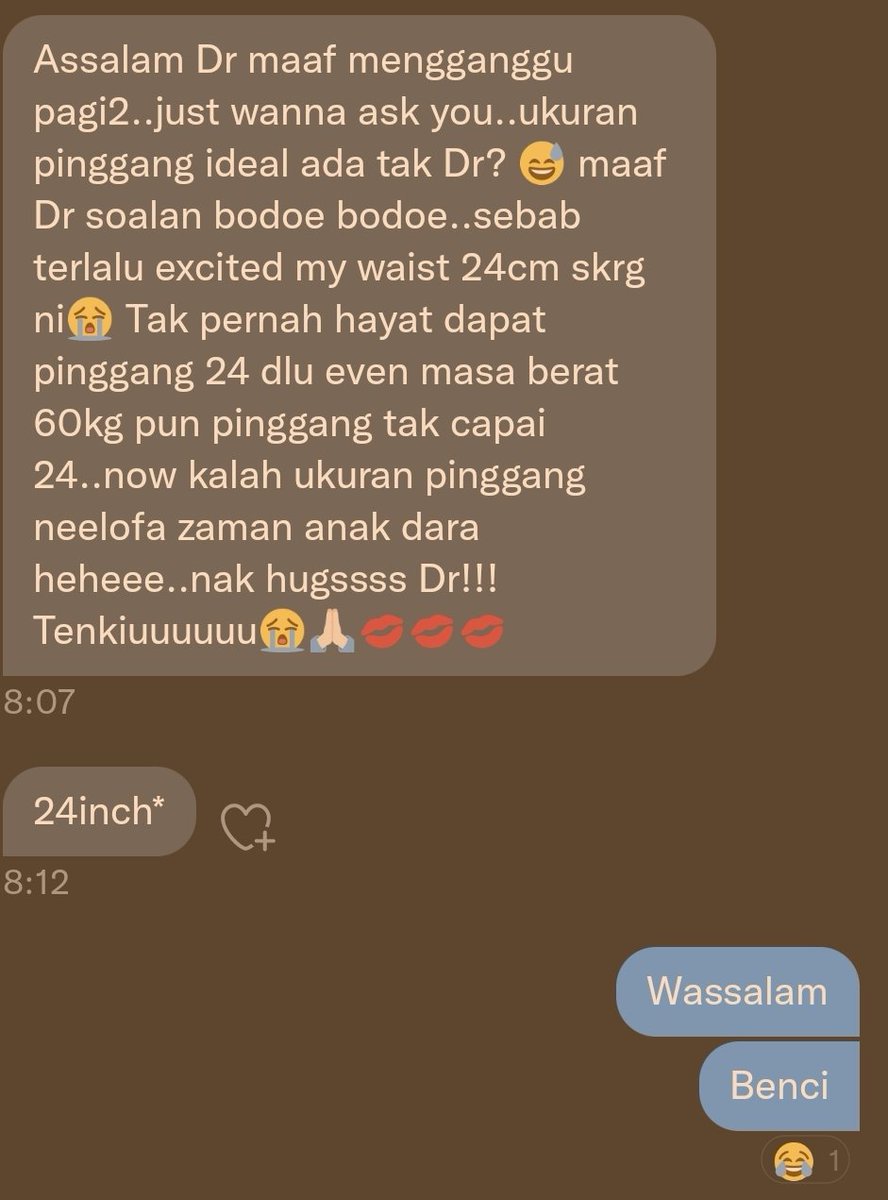 Assalam Dr maaf mengganggu
pagi2..just wanna ask you..ukuran
pinggang ideal ada tak Dr? 😅 maaf
Dr soalan bodoe bodoe..sebab
terlalu excited my waist 24cm skrg
ni😭 Tak pernah hayat dapat
pinggang 24 dlu even masa berat
60kg pun pinggang tak capai
24..now kalah ukuran pinggang
neelofa zaman anak dara
heheee..nak hugssss Dr!!!
Tenkiuuuuuu😭🙏🏻💋💋💋
8:07
24inch*
8:12
Wassalam
Benci
😂 1